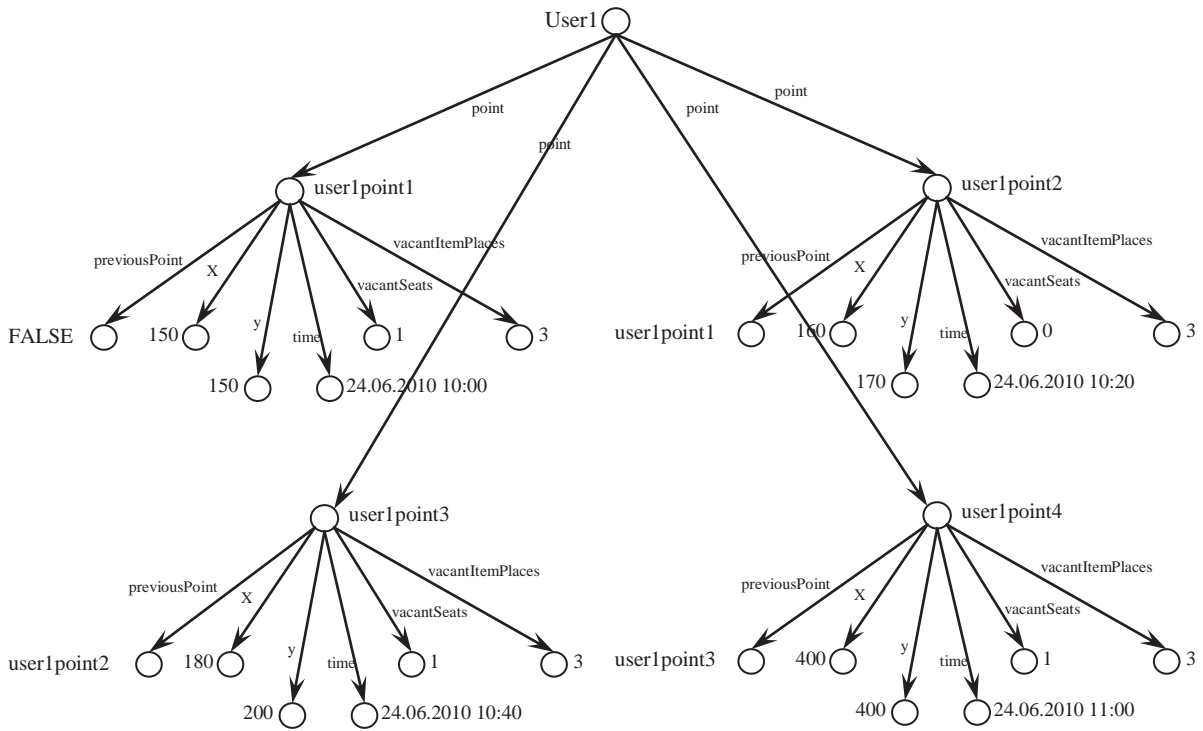 User1
point
point
point
point
user1point1
user1point2
previousPoint
X
y
time
vacantSeats
vacantItemPlaces
FALSE
150
150
24.06.2010 10:00
1
3
previousPoint
X
y
time
vacantSeats
vacantItemPlaces
user1point1
160
170
24.06.2010 10:20
0
3
user1point3
previousPoint
X
y
time
vacantSeats
vacantItemPlaces
user1point2
180
200
24.06.2010 10:40
1
3
user1point4
previousPoint
X
y
time
vacantSeats
vacantItemPlaces
user1point3
400
400
24.06.2010 11:00
1
3